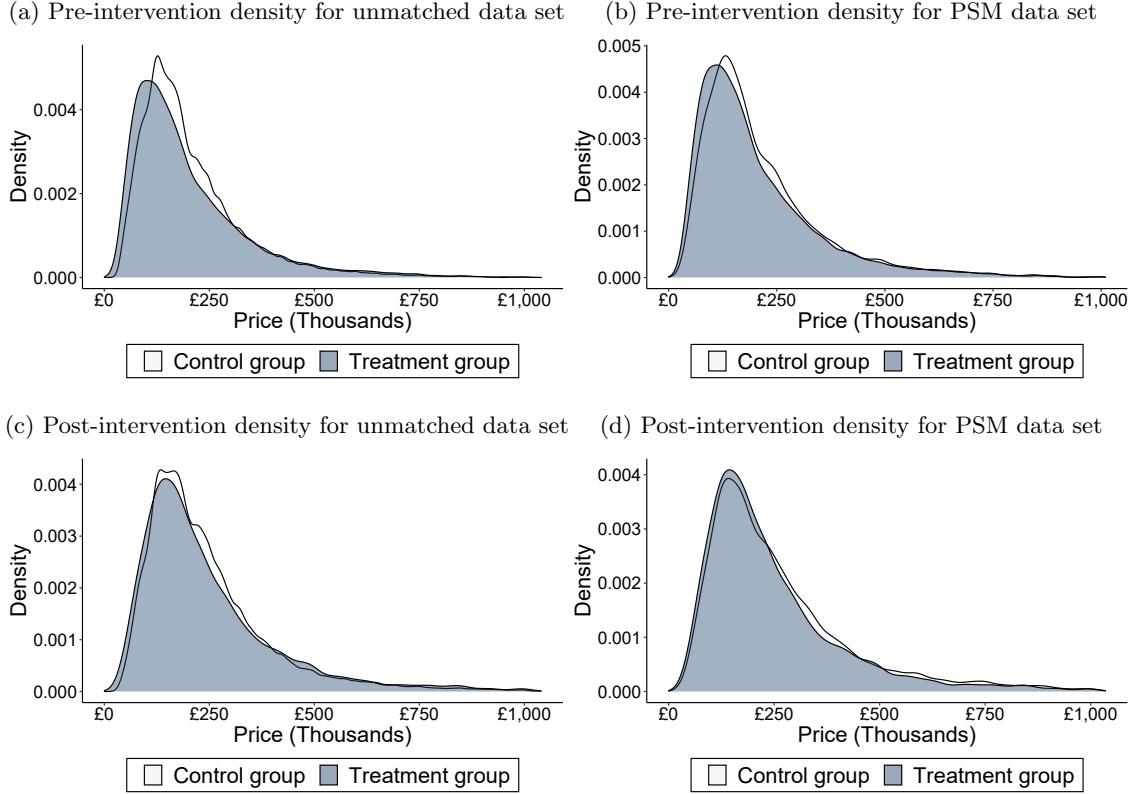 (a) Pre-intervention density for unmatched data set
0.004
0.002
0.000
Density
£0 £250 £500 £750 £1,000
Price (Thousands)
Control group Treatment group
(b) Pre-intervention density for PSM data set
0.005
0.004
0.003
0.002
0.001
0.000
Density
£0 £250 £500 £750 £1,000
Price (Thousands)
Control group Treatment group
(c) Post-intervention density for unmatched data set
0.004
0.003
0.002
0.001
0.000
Density
£0 £250 £500 £750 £1,000
Price (Thousands)
Control group Treatment group
(d) Post-intervention density for PSM data set
0.004
0.003
0.002
0.001
0.000
Density
£0 £250 £500 £750 £1,000
Price (Thousands)
Control group Treatment group